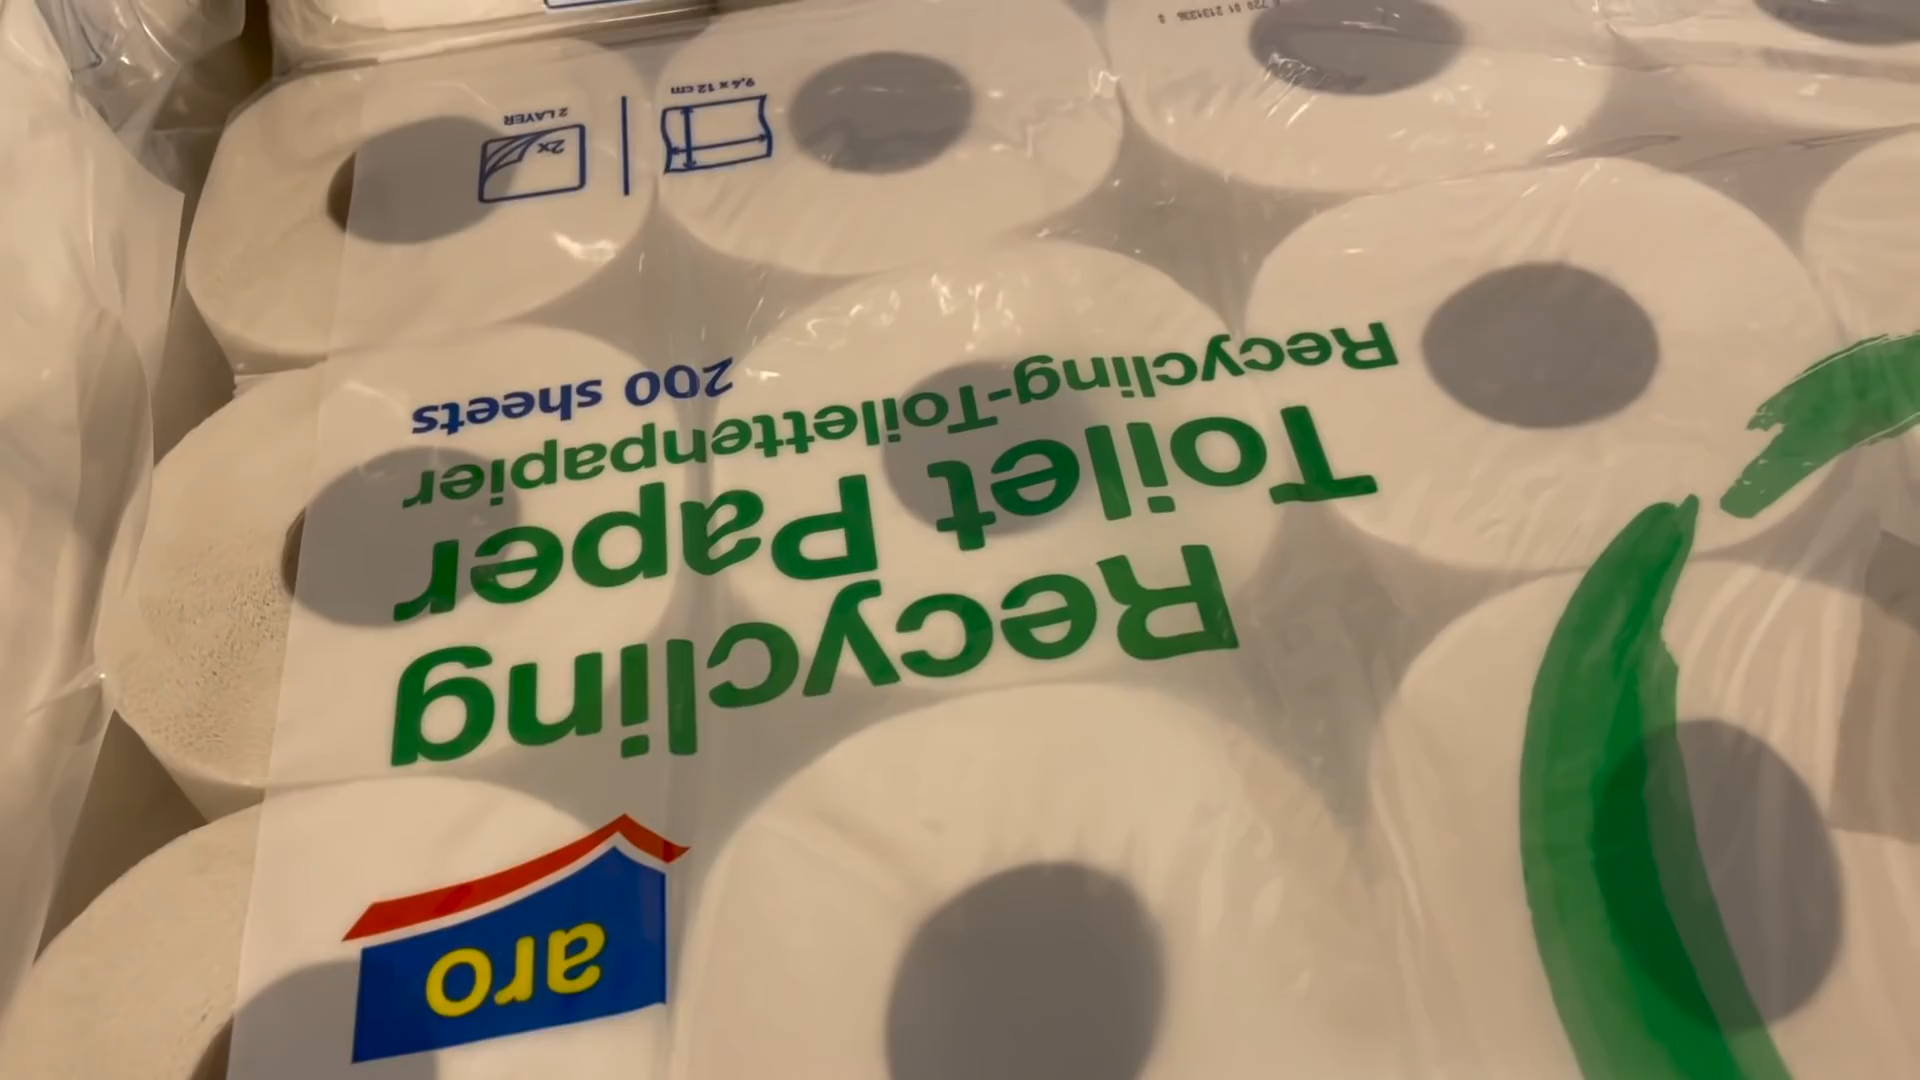 aro
Recycling
Toilet Paper
Recycling-Toilettenpapier
200 sheets
9,4 x 12 cm
2x
2 LAYER